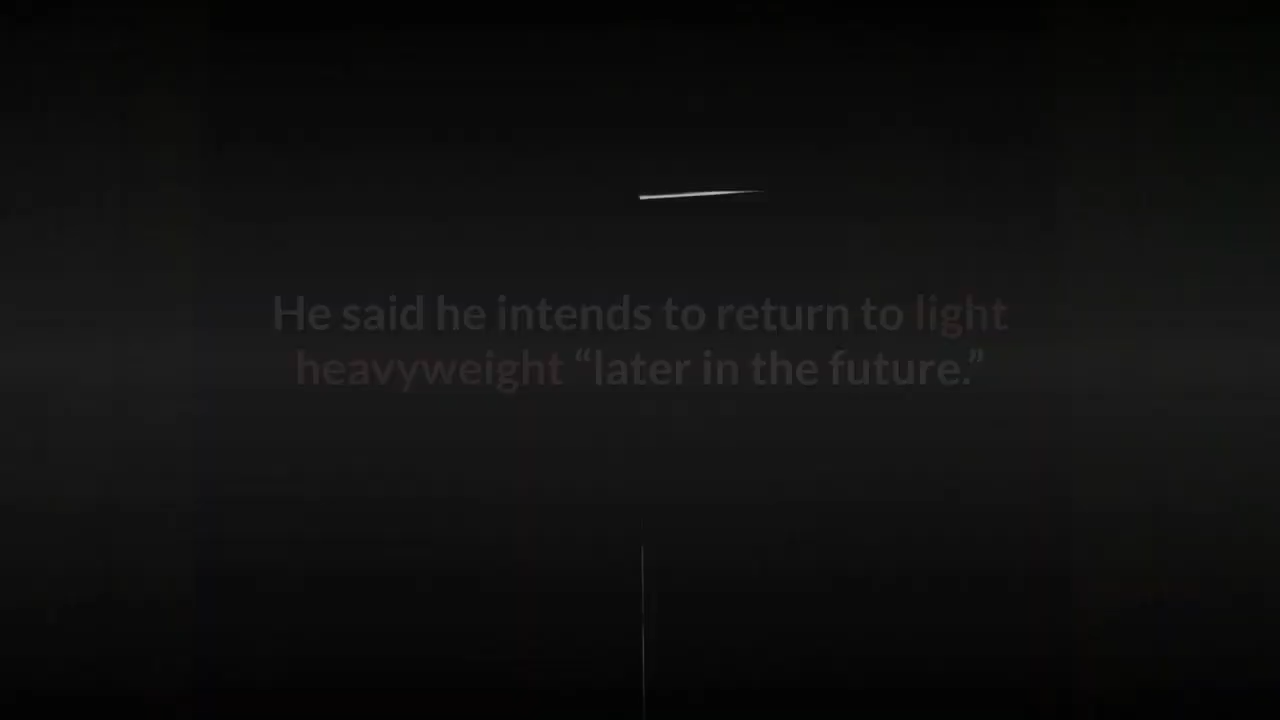 He said he intends to return to light
heavyweight “later in the future.”